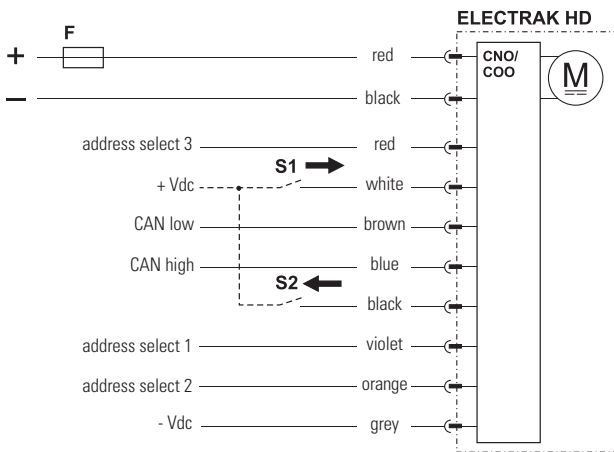 ELECTRAK HD
F
+ red CNO/
COO M
– black
address select 3 red
S1
+ Vdc white
CAN low brown
CAN high blue
S2
black
address select 1 violet
address select 2 orange
- Vdc grey